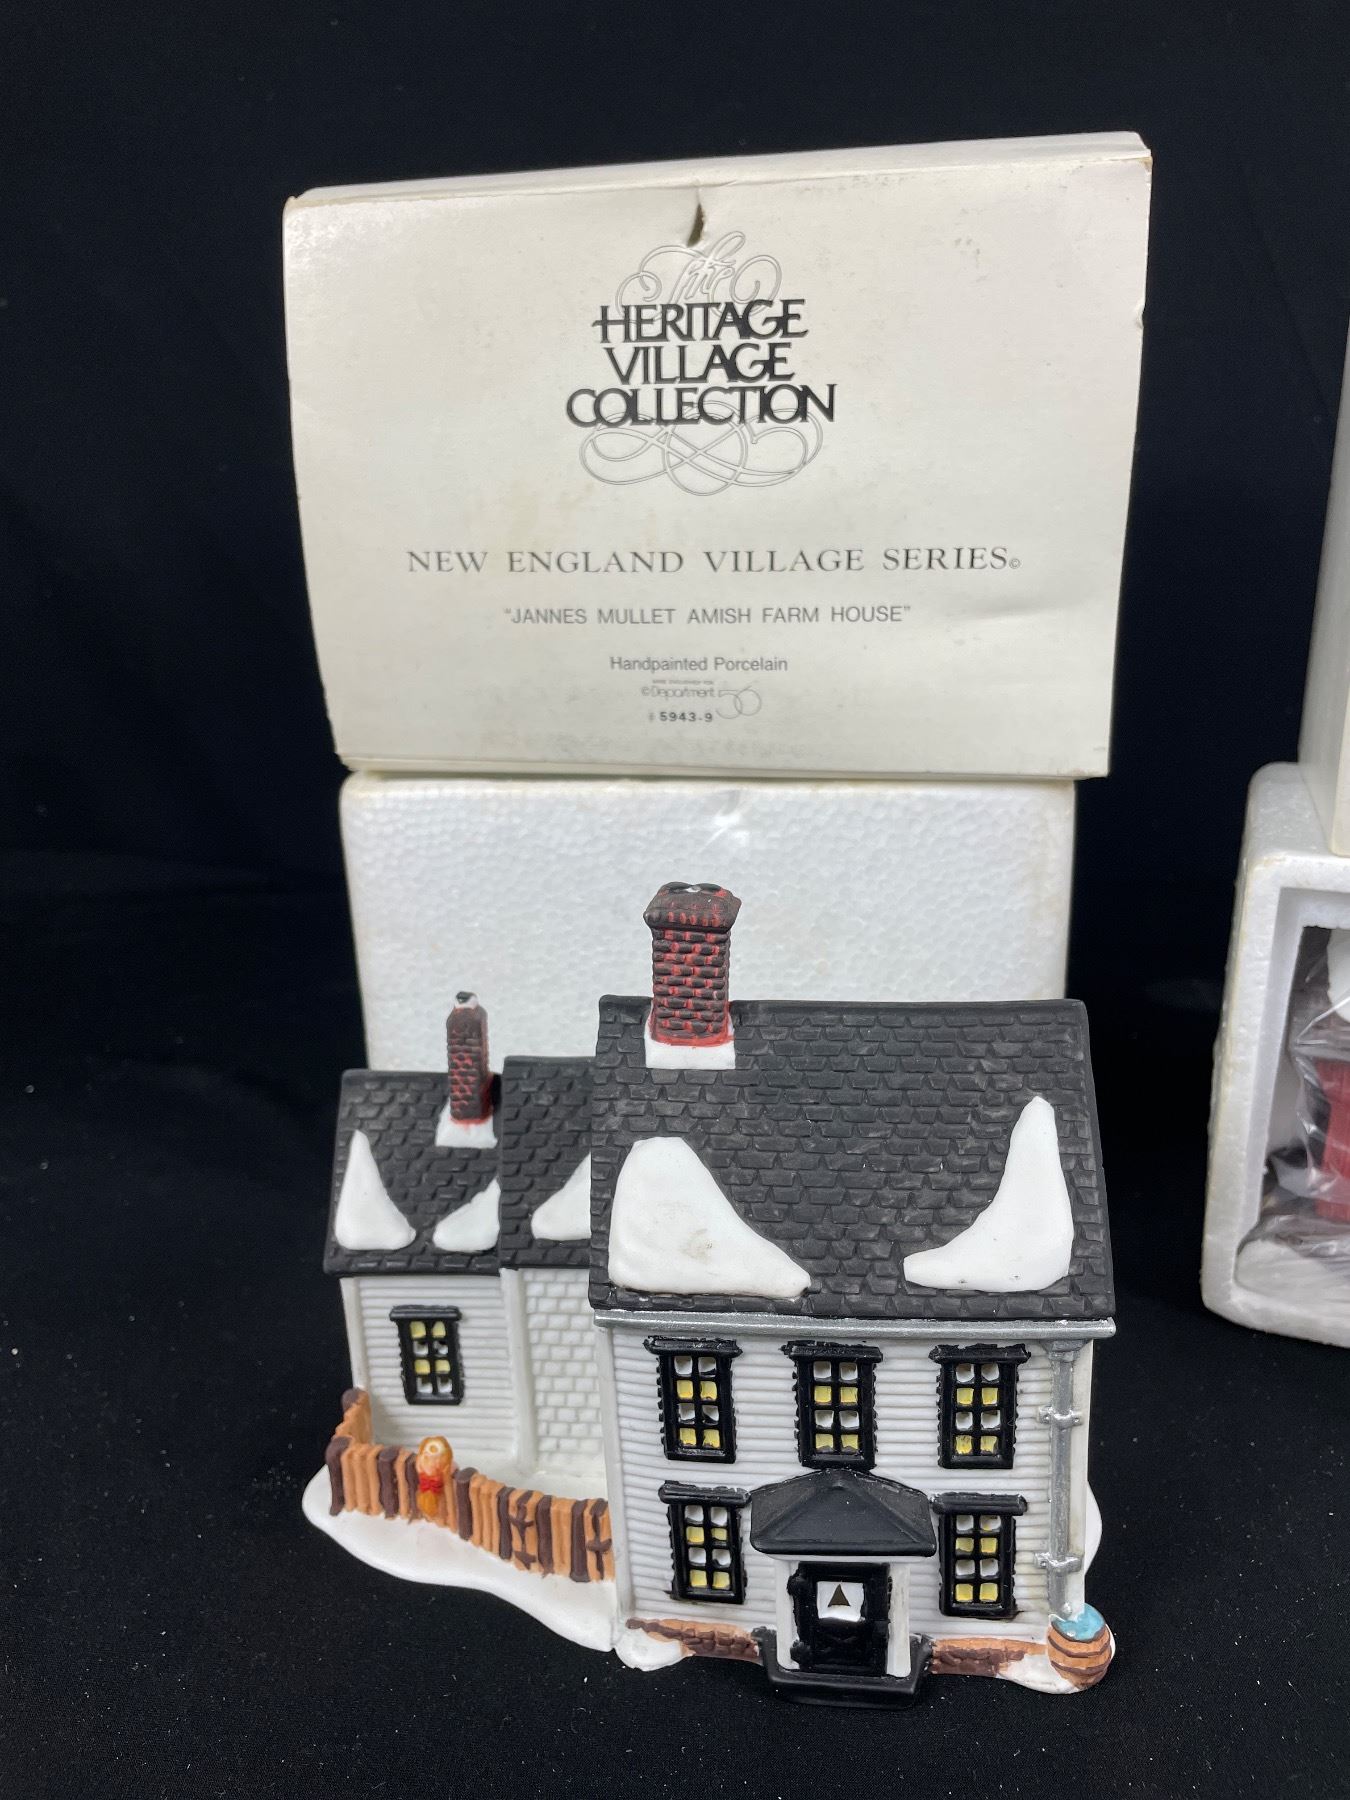 The
HERITAGE
VILLAGE
COLLECTION
NEW ENGLAND VILLAGE SERIES©
"JANNES MULLET AMISH FARM HOUSE"
Handpainted Porcelain
©Department 56
5943-9